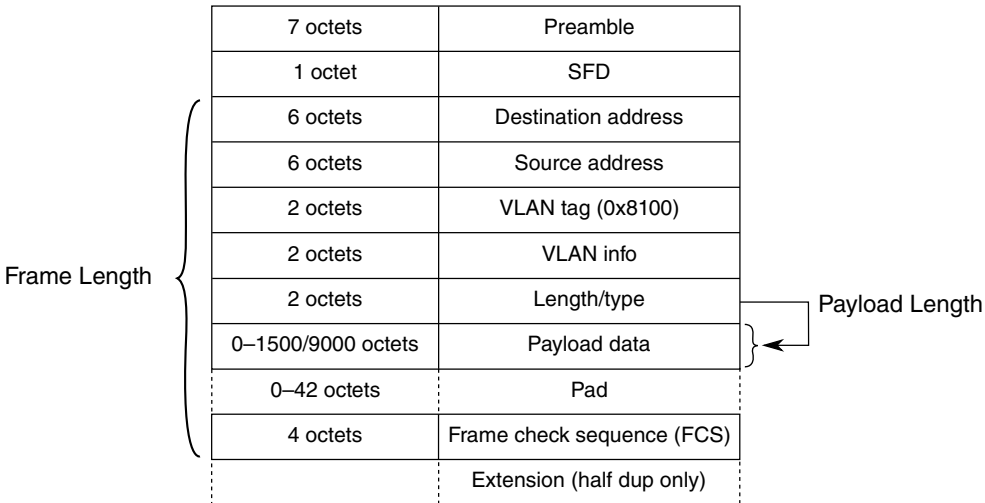 7 octets Preamble
1 octet SFD
6 octets Destination address
6 octets Source address
2 octets VLAN tag (0x8100)
2 octets VLAN info
Frame Length
2 octets Length/type
Payload Length
0–1500/9000 octets Payload data
0–42 octets Pad
4 octets Frame check sequence (FCS)
Extension (half dup only)